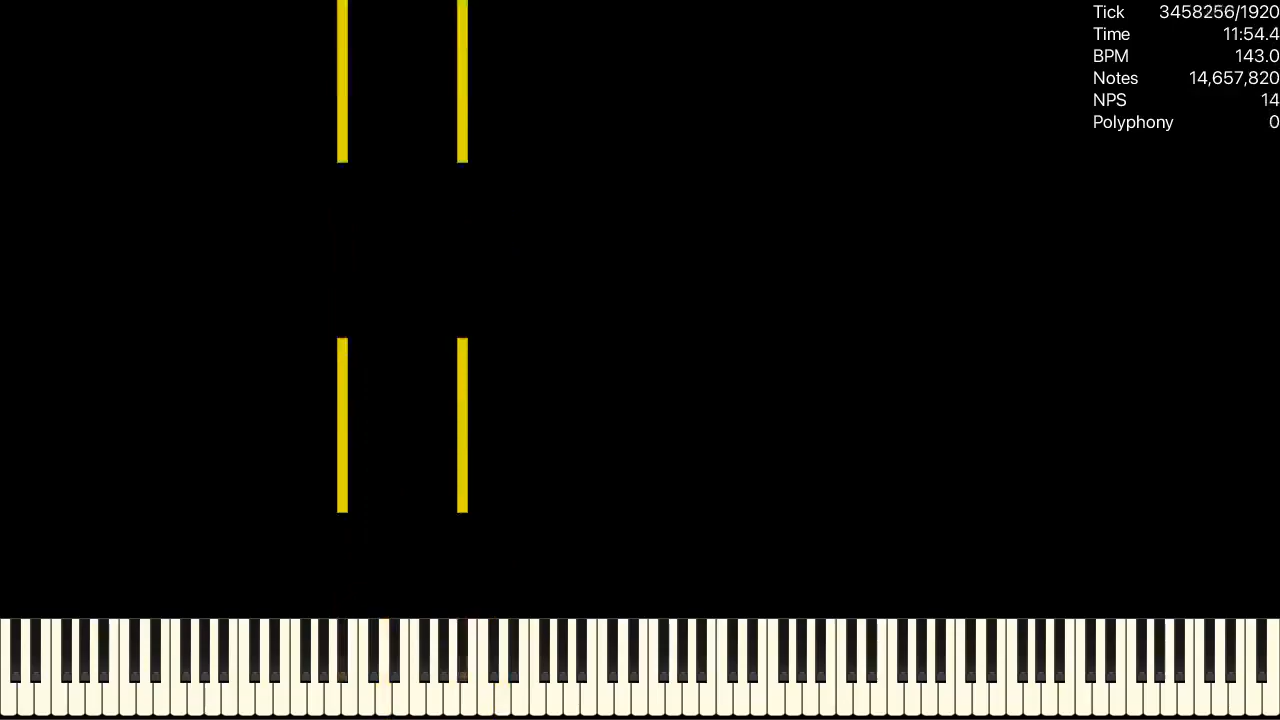 Tick 3458256/1920
Time 11:54.4
BPM 143.0
Notes 14,657,820
NPS 14
Polyphony 0